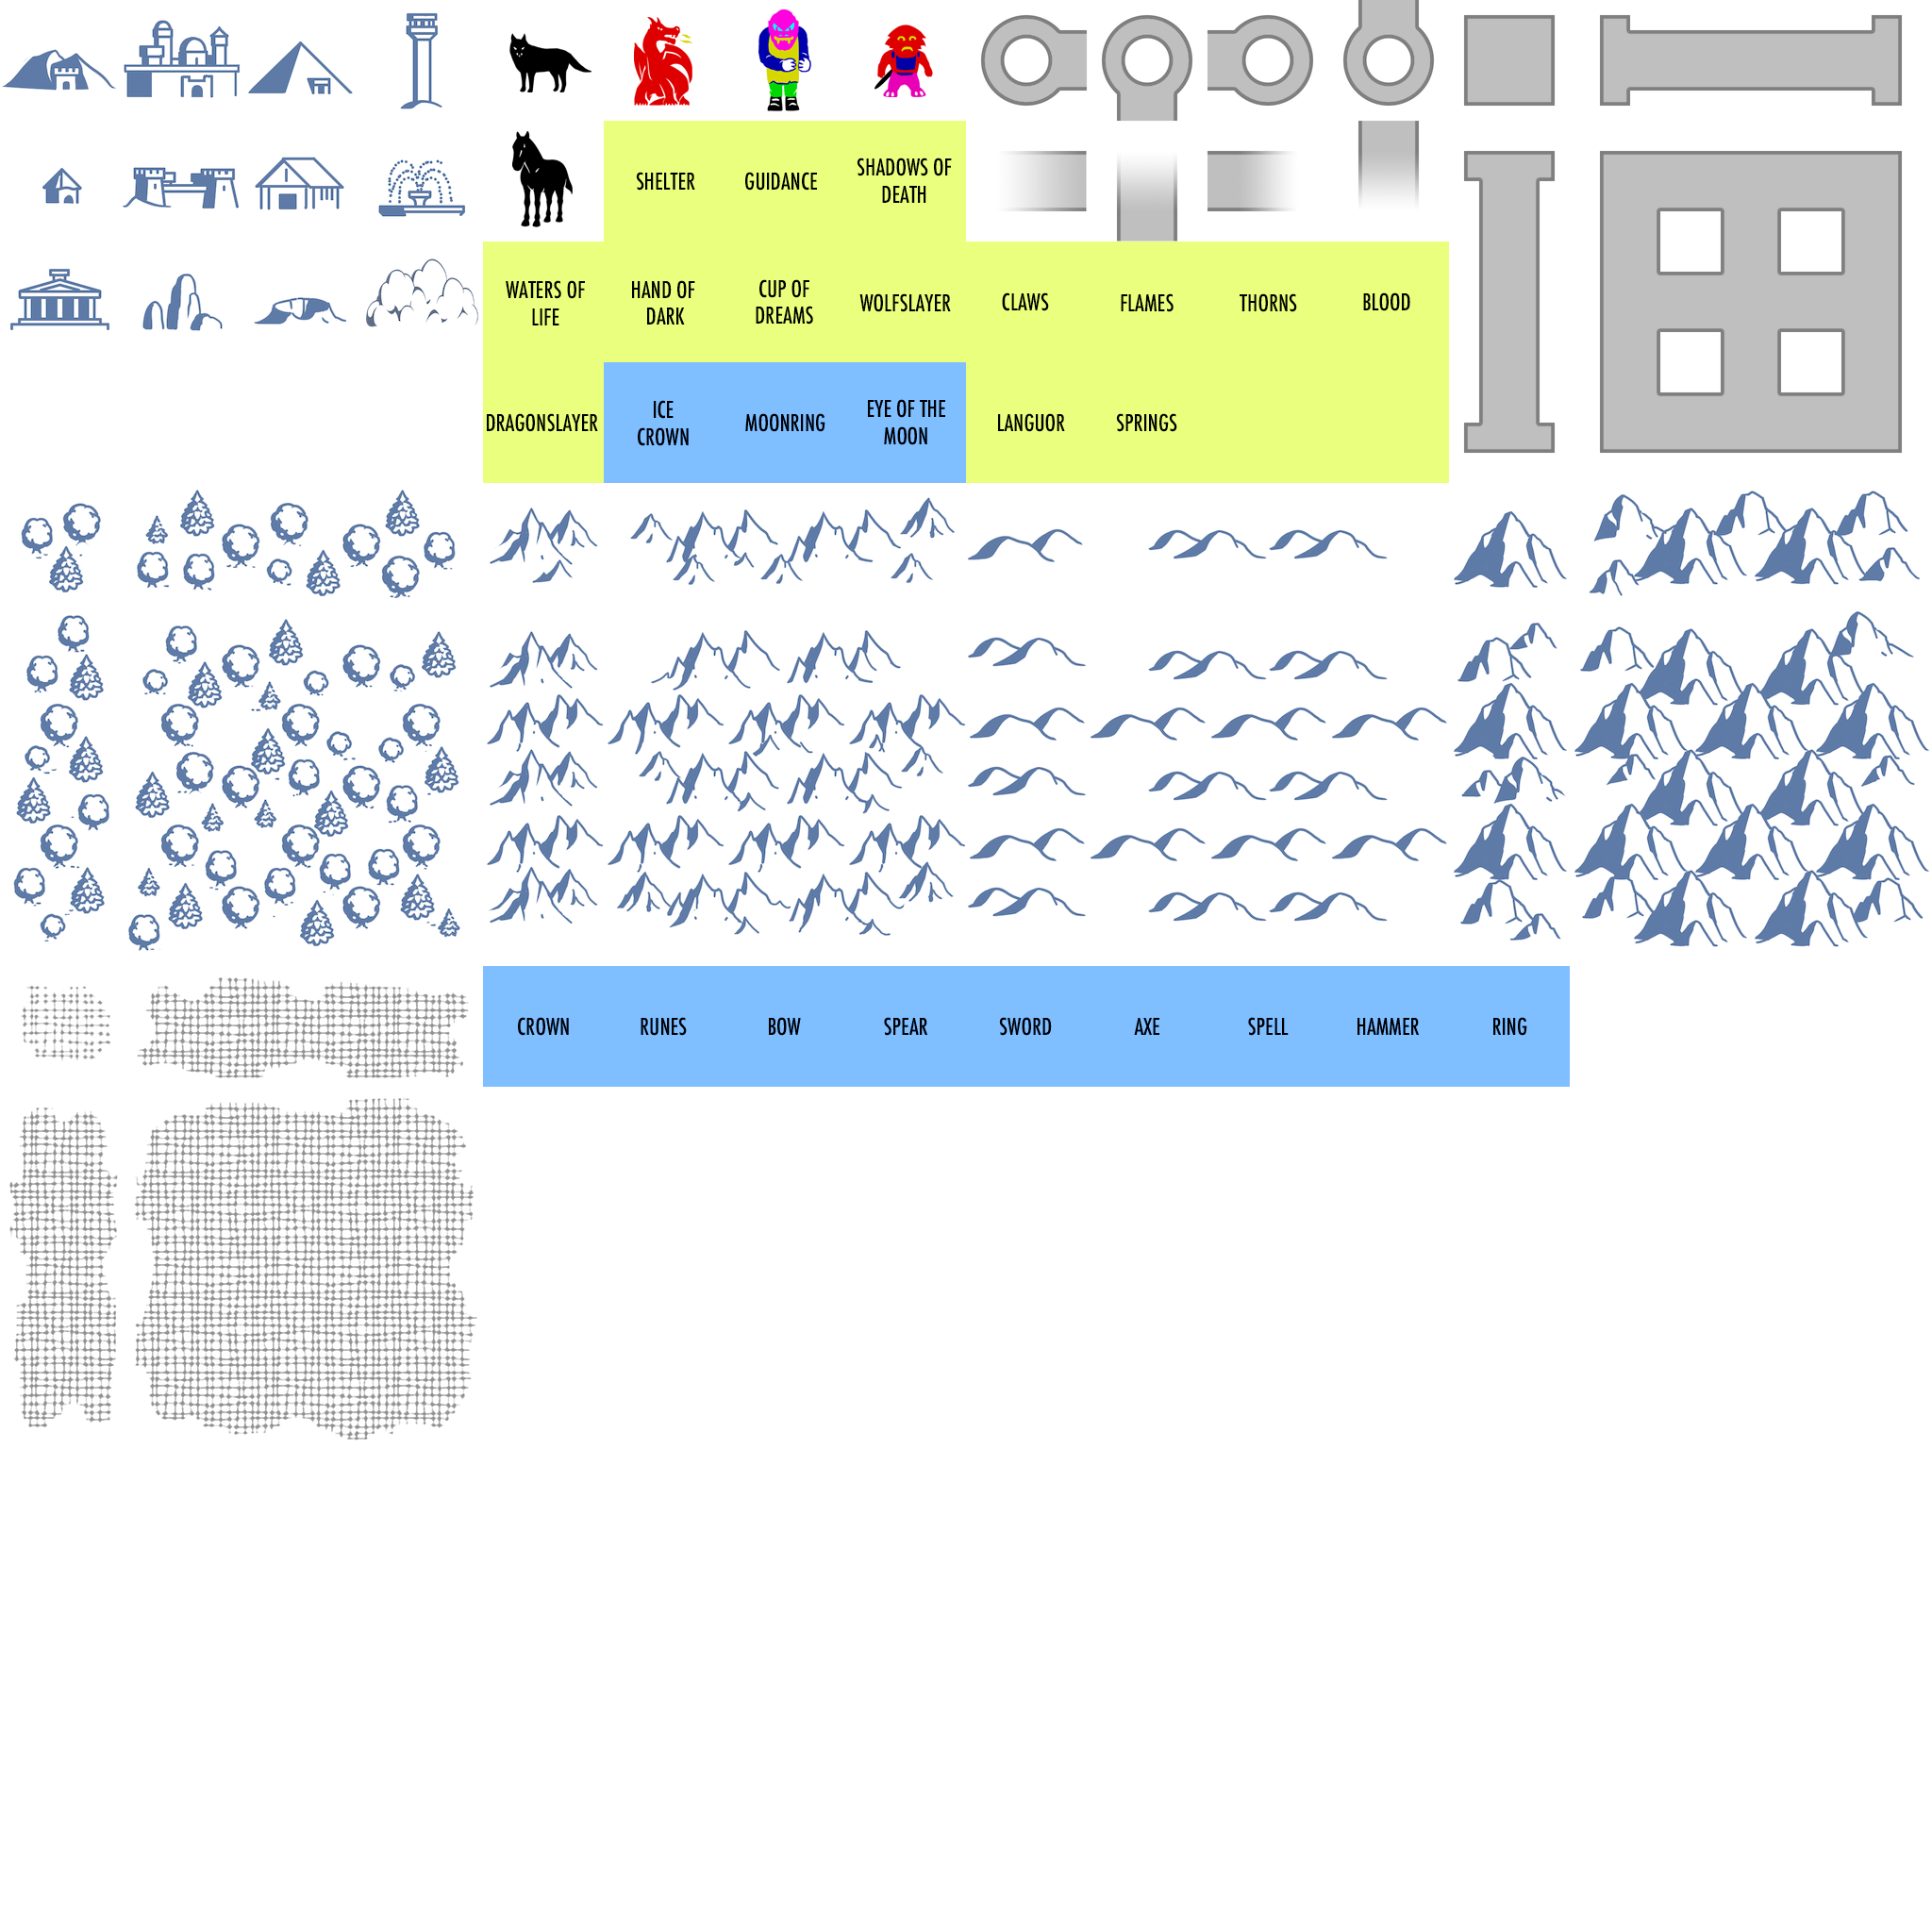 SHELTER
GUIDANCE
SHADOWS OF
DEATH
WATERS OF
LIFE
HAND OF
DARK
CUP OF
DREAMS
WOLFSLAYER
CLAWS
FLAMES
THORNS
BLOOD
DRAGONSLAYER
ICE
CROWN
MOONRING
EYE OF THE
MOON
LANGUOR
SPRINGS
CROWN
RUNES
BOW
SPEAR
SWORD
AXE
SPELL
HAMMER
RING